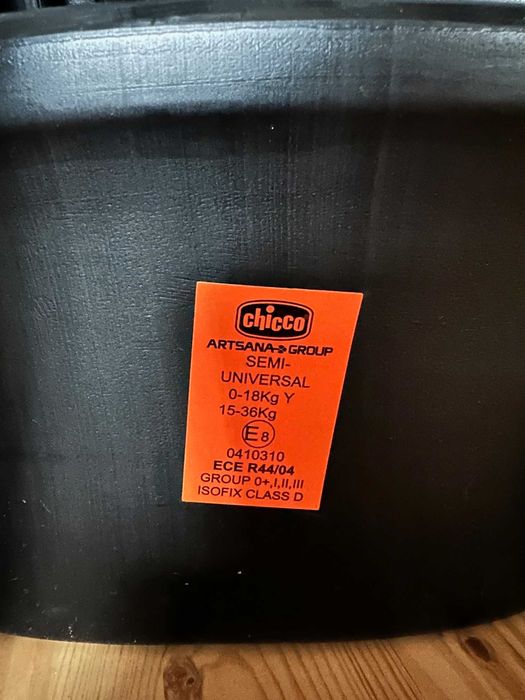 chicco
ARTSANA GROUP
SEMI-
UNIVERSAL
0-18Kg Y
15-36Kg
E8
0410310
ECE R44/04
GROUP 0+,I,II,III
ISOFIX CLASS D